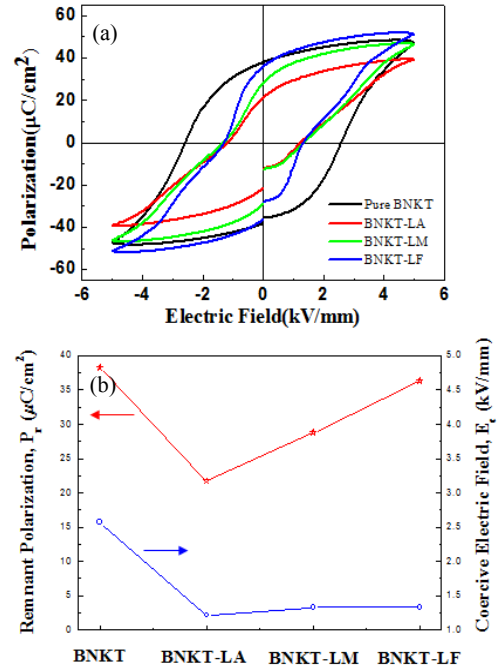 (a)
Polarization(μC/cm²)
60
40
20
0
-20
-40
-60
Pure BNKT
BNKT-LA
BNKT-LM
BNKT-LF
-6 -4 -2 0 2 4 6
Electric Field(kV/mm)
(b)
Remnant Polarization, Pᵣ (μC/cm²)
40
35
30
25
20
15
10
5
0
5.0
4.5
4.0
3.5
3.0
2.5
2.0
1.5
1.0
Coercive Electric Field, E꜀ (kV/mm)
BNKT BNKT-LA BNKT-LM BNKT-LF